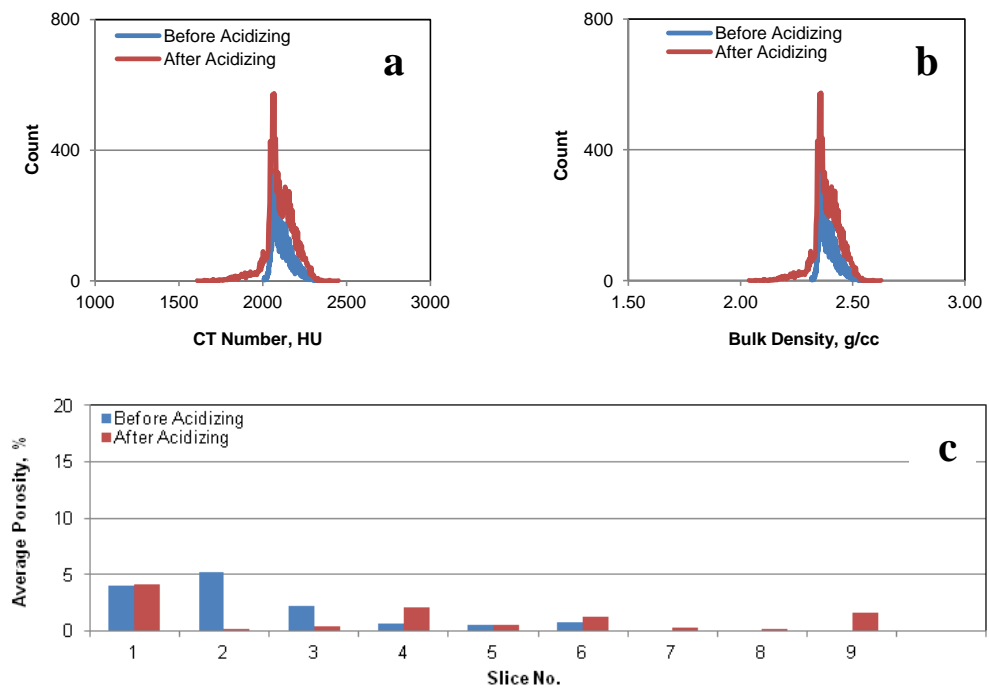 800
400
0
Count
Before Acidizing
After Acidizing
a
1000 1500 2000 2500 3000
CT Number, HU
800
400
0
Count
Before Acidizing
After Acidizing
b
1.50 2.00 2.50 3.00
Bulk Density, g/cc
20
15
10
5
0
Average Porosity, %
Before Acidizing
After Acidizing
c
1 2 3 4 5 6 7 8 9
Slice No.